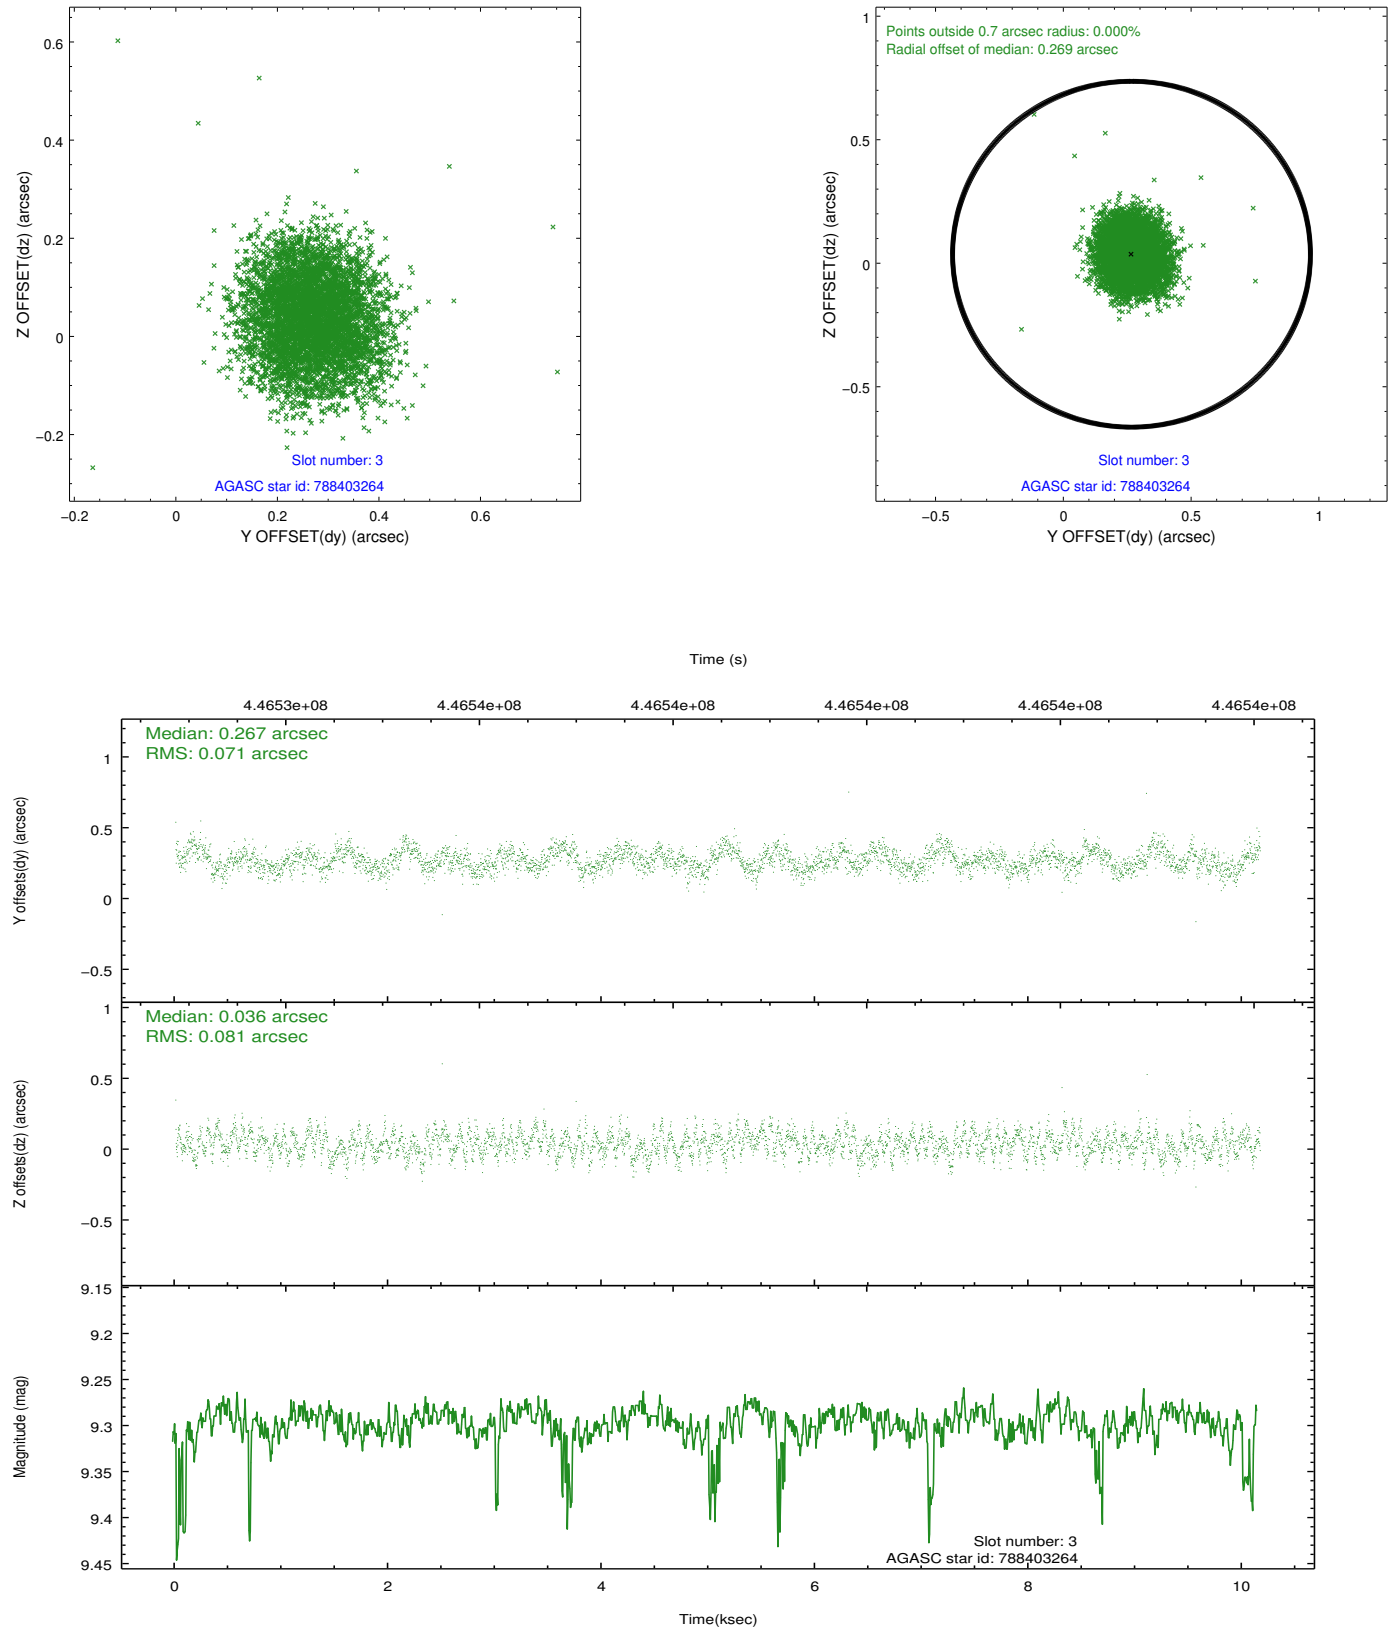 0.6
0.4
0.2
0
−0.2
Z OFFSET(dz) (arcsec)
Slot number: 3
AGASC star id: 788403264
−0.2 0 0.2 0.4 0.6
Y OFFSET(dy) (arcsec)
1
0.5
0
−0.5
Z OFFSET(dz) (arcsec)
Points outside 0.7 arcsec radius: 0.000%
Radial offset of median: 0.269 arcsec
Slot number: 3
AGASC star id: 788403264
−0.5 0 0.5 1
Y OFFSET(dy) (arcsec)
Time (s)
4.4653e+08 4.4654e+08 4.4654e+08 4.4654e+08 4.4654e+08 4.4654e+08
Median: 0.267 arcsec
RMS: 0.071 arcsec
1
0.5
0
−0.5
Y offsets(dy) (arcsec)
Median: 0.036 arcsec
RMS: 0.081 arcsec
1
0.5
0
−0.5
Z offsets(dz) (arcsec)
9.15
9.2
9.25
9.3
9.35
9.4
9.45
Magnitude (mag)
Slot number: 3
AGASC star id: 788403264
0 2 4 6 8 10
Time(ksec)